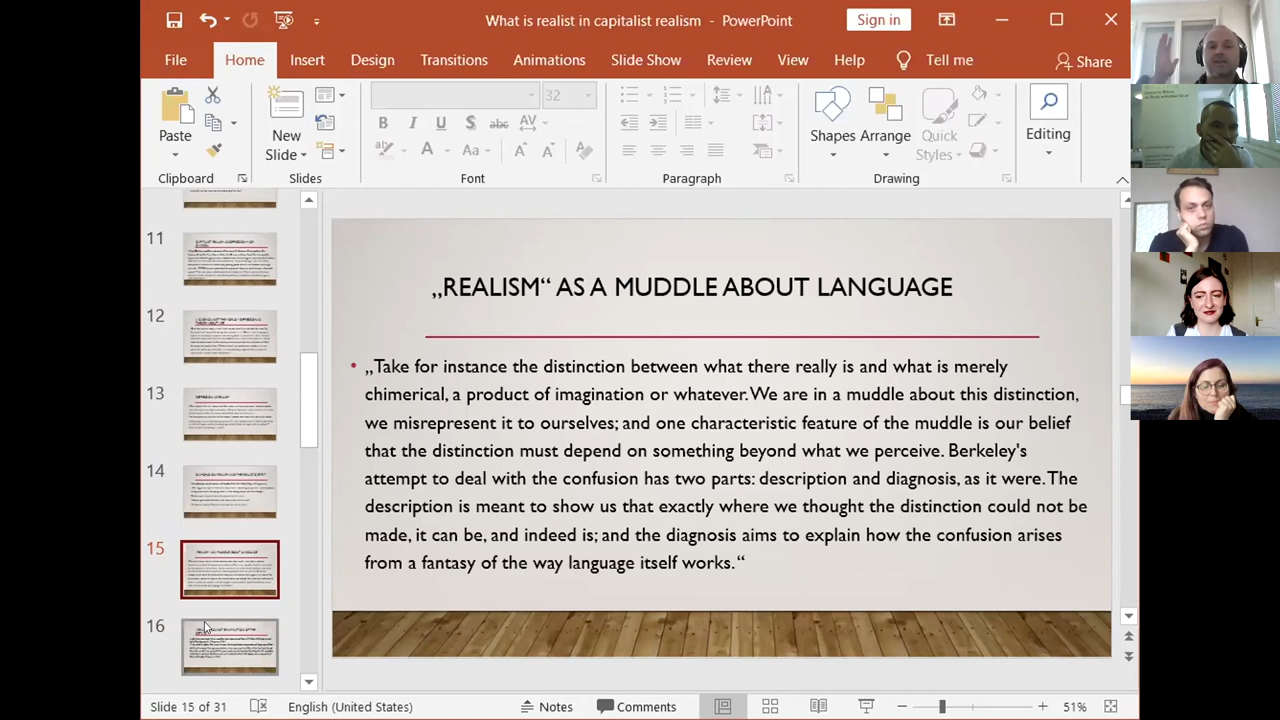 What is realist in capitalist realism - PowerPoint
Sign in
File Home Insert Design Transitions Animations Slide Show Review View Help Tell me Share
32
Paste
New
Slide
Shapes Arrange Quick
Styles
Editing
Clipboard Slides Font Paragraph Drawing
11
12
13
14
15
16
„REALISM“ AS A MUDDLE ABOUT LANGUAGE
• „Take for instance the distinction between what there really is and what is merely
chimerical, a product of imagination or whatever. We are in a muddle about this distinction,
we misrepresent it to ourselves; and one characteristic feature of the muddle is our belief
that the distinction must depend on something beyond what we perceive. Berkeley's
attempt to deal with the confusion has two parts: description and diagnosis, as it were. The
description is meant to show us that exactly where we thought the distinction could not be
made, it can be, and indeed is; and the diagnosis aims to explain how the confusion arises
from a fantasy of the way language itself works.“
Slide 15 of 31 English (United States) Notes Comments 51%